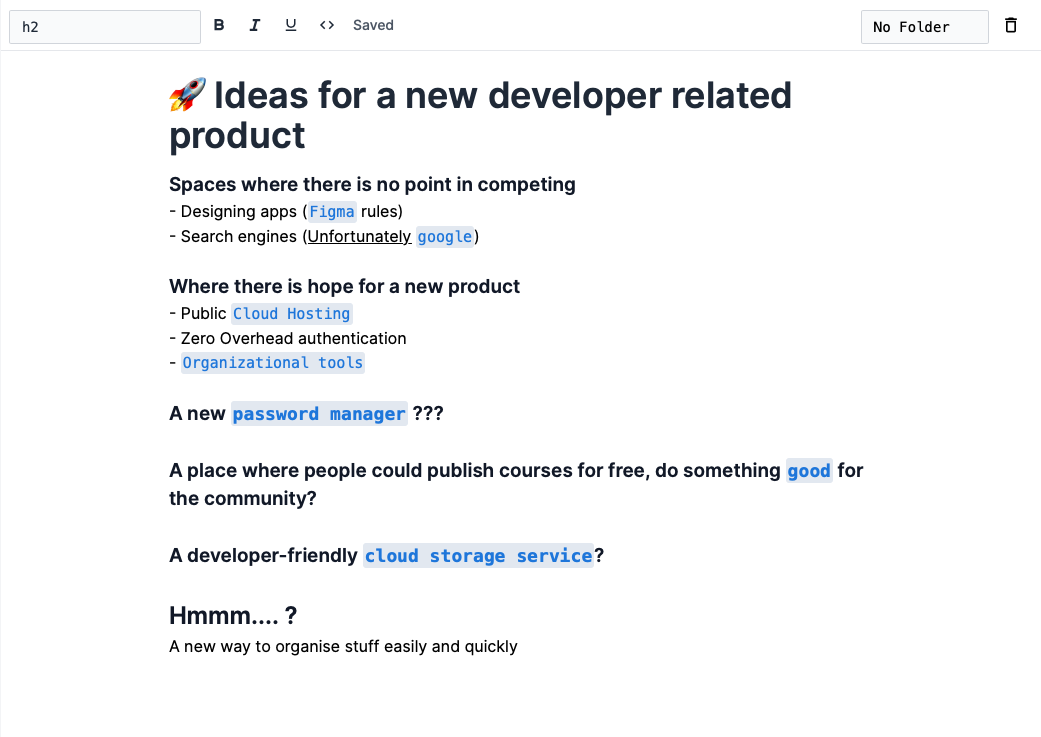 h2 B I U <> Saved No Folder
🚀 Ideas for a new developer related
product
Spaces where there is no point in competing
- Designing apps (Figma rules)
- Search engines (Unfortunately google)
Where there is hope for a new product
- Public Cloud Hosting
- Zero Overhead authentication
- Organizational tools
A new password manager ???
A place where people could publish courses for free, do something good for
the community?
A developer-friendly cloud storage service?
Hmmm.... ?
A new way to organise stuff easily and quickly